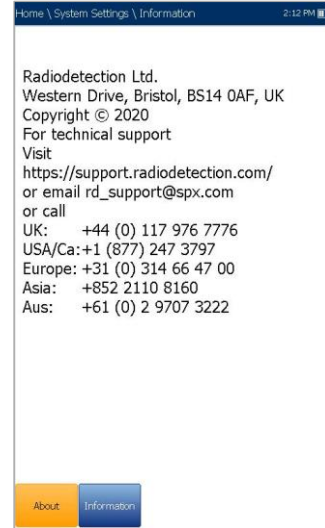 Home \ System Settings \ Information 2:12 PM
Radiodetection Ltd.
Western Drive, Bristol, BS14 0AF, UK
Copyright © 2020
For technical support
Visit
https://support.radiodetection.com/
or email rd_support@spx.com
or call
UK: +44 (0) 117 976 7776
USA/Ca:+1 (877) 247 3797
Europe: +31 (0) 314 66 47 00
Asia: +852 2110 8160
Aus: +61 (0) 2 9707 3222
About Information